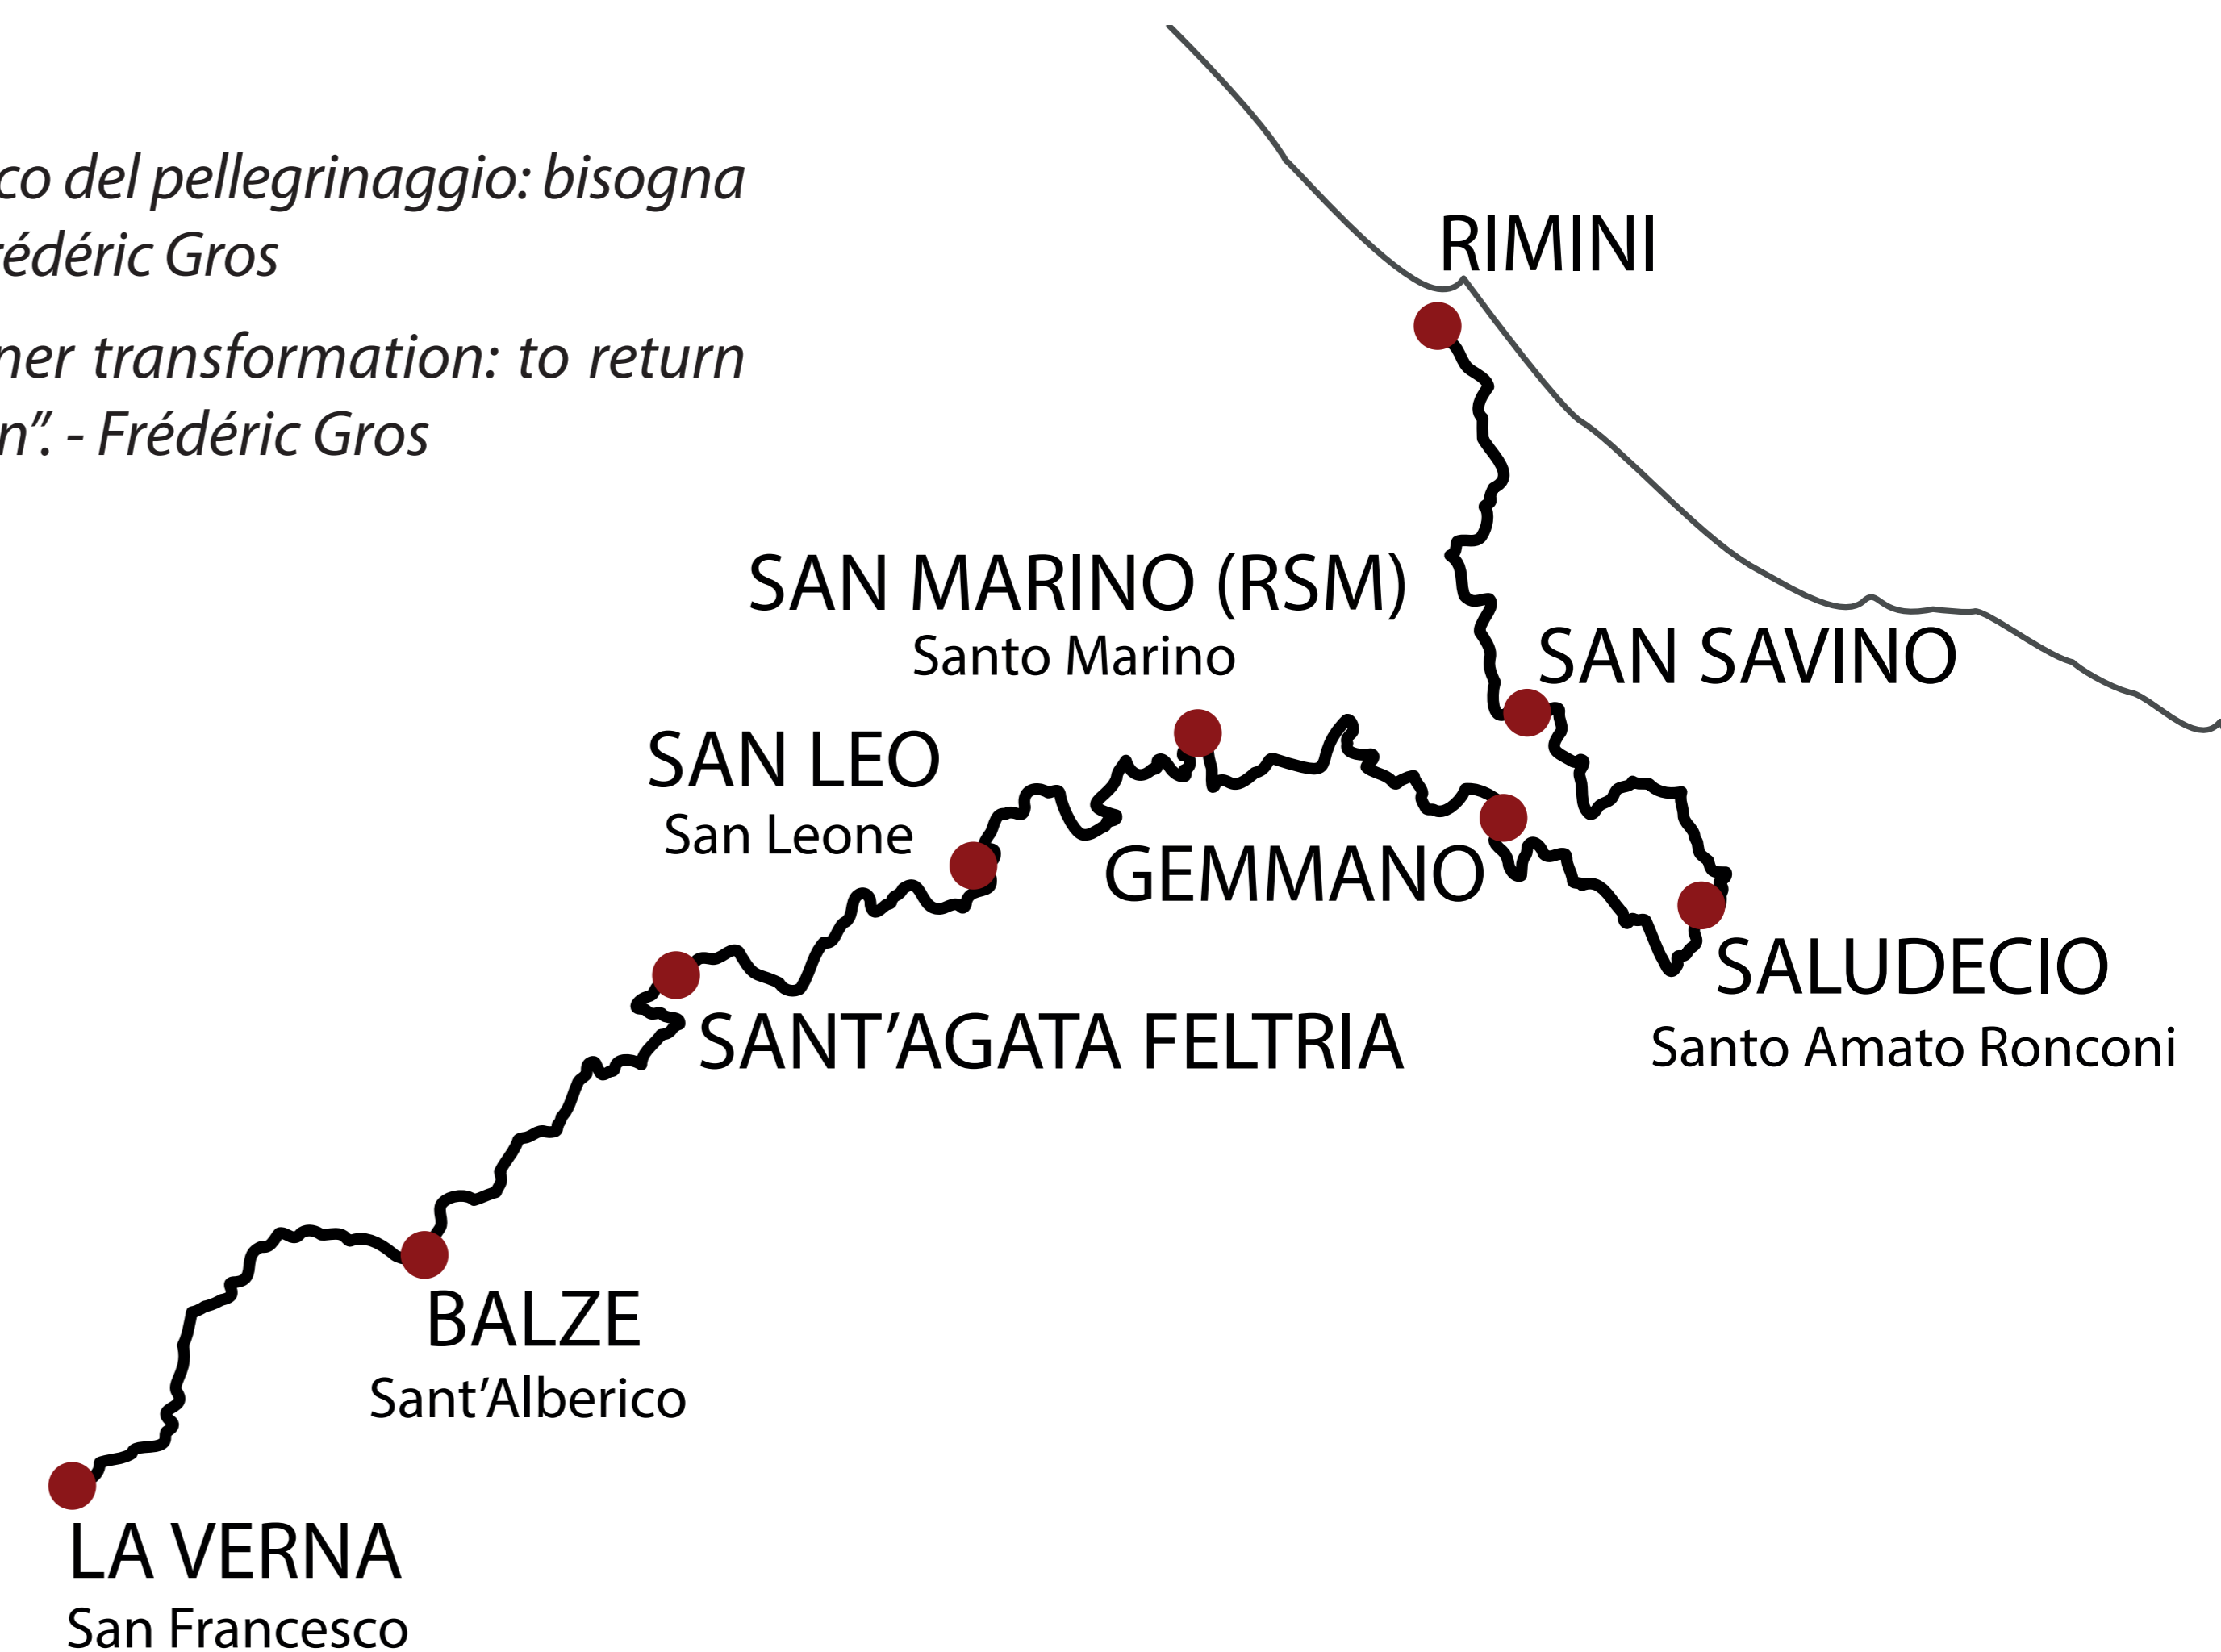 co del pellegrinaggio: bisogna
édéric Gros
ner transformation: to return
n”. - Frédéric Gros
RIMINI
SAN MARINO (RSM)
Santo Marino
SAN SAVINO
SAN LEO
San Leone
GEMMANO
SALUDECIO
Santo Amato Ronconi
SANT’AGATA FELTRIA
BALZE
Sant’Alberico
LA VERNA
San Francesco